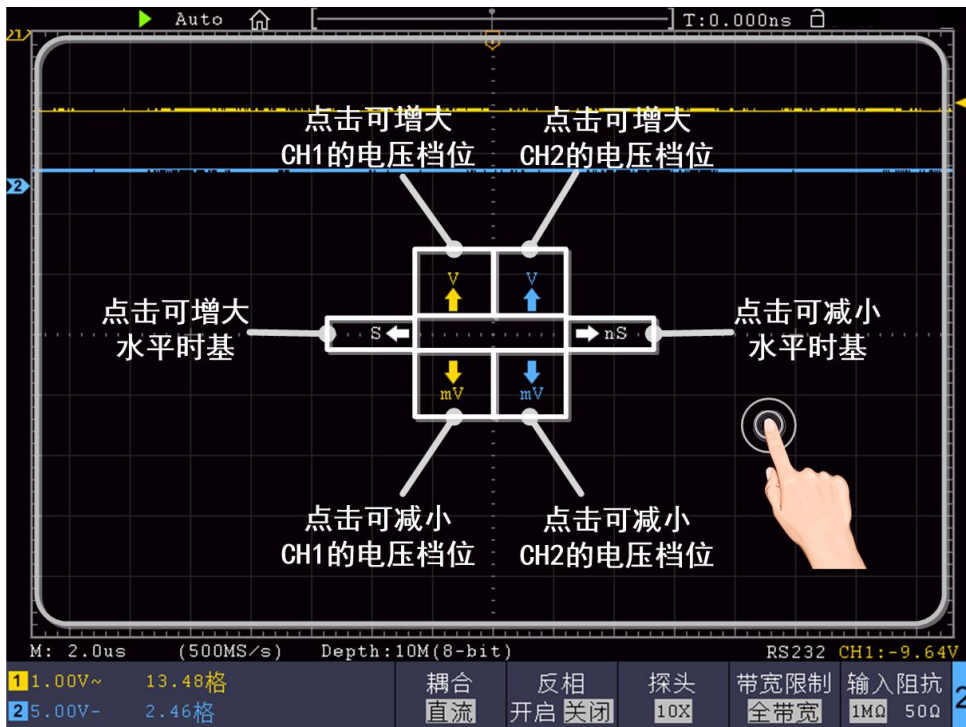 Auto T:0.000ns
1
T
点击可增大 点击可增大
CH1的电压档位 CH2的电压档位
2
V V
点击可增大 点击可减小
水平时基 S nS 水平时基
mV mV
点击可减小 点击可减小
CH1的电压档位 CH2的电压档位
M: 2.0us (500MS/s) Depth:10M(8-bit) RS232 CH1:-9.64V
1 1.00V~ 13.48格 耦合 反相 探头 带宽限制 输入阻抗 2
2 5.00V- 2.46格 直流 开启 关闭 10X 全带宽 1MΩ 50Ω